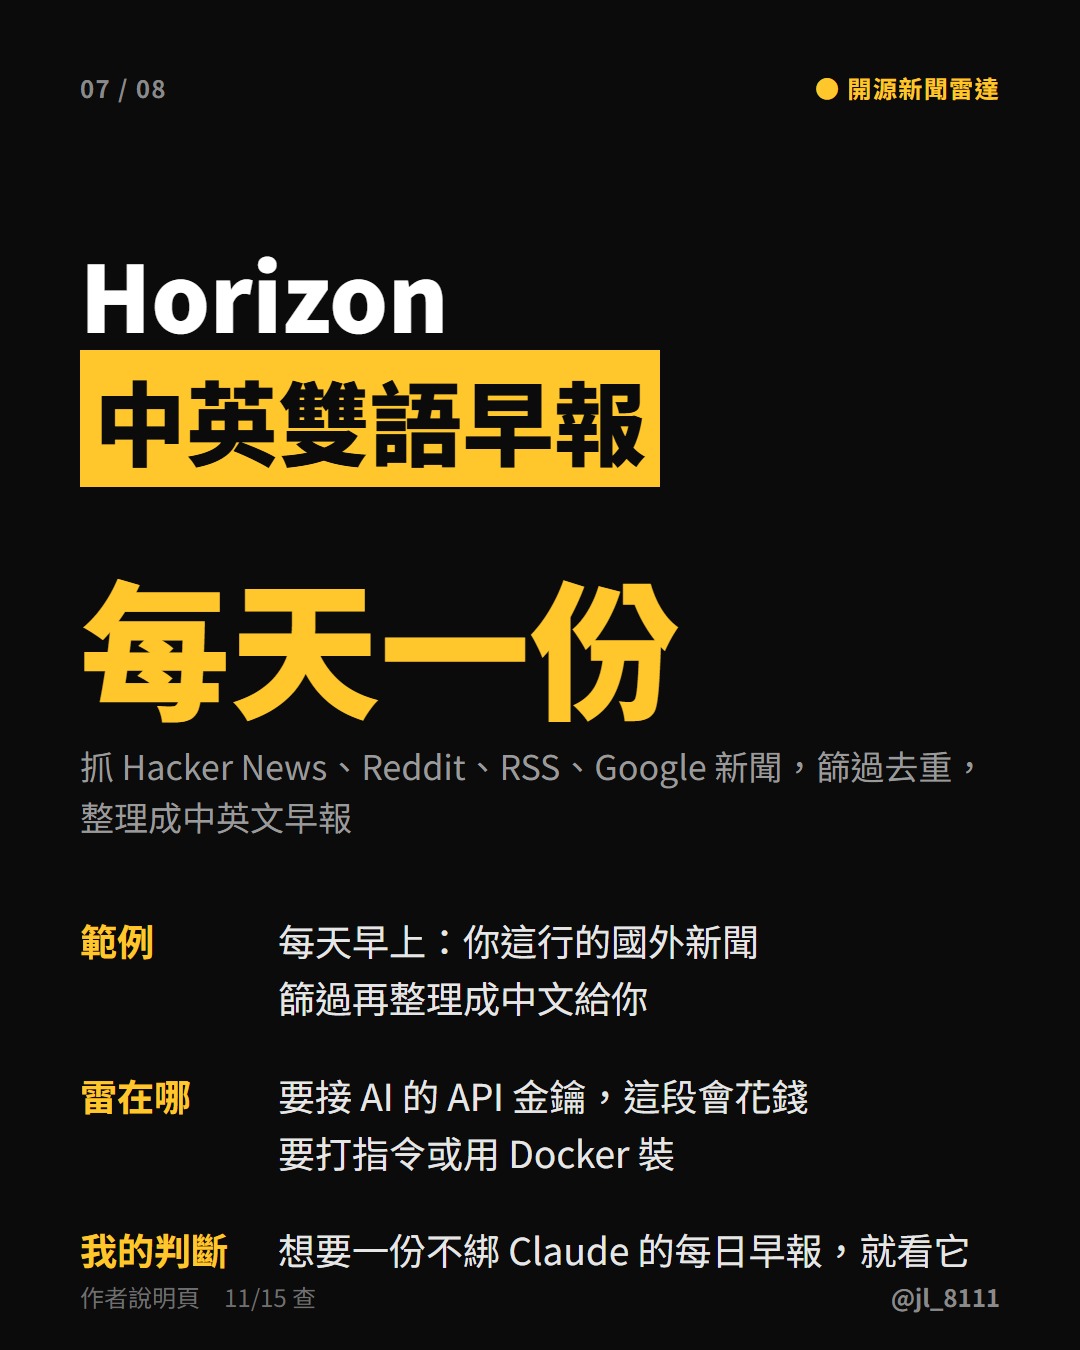 07 / 08
開源新聞雷達
Horizon
中英雙語早報
每天一份
抓 Hacker News、Reddit、RSS、Google 新聞，篩過去重，
整理成中英文早報
範例
每天早上：你這行的國外新聞
篩過再整理成中文給你
雷在哪
要接 AI 的 API 金鑰，這段會花錢
要打指令或用 Docker 裝
我的判斷
想要一份不綁 Claude 的每日早報，就看它
作者說明頁 11/15 查
@jl_8111